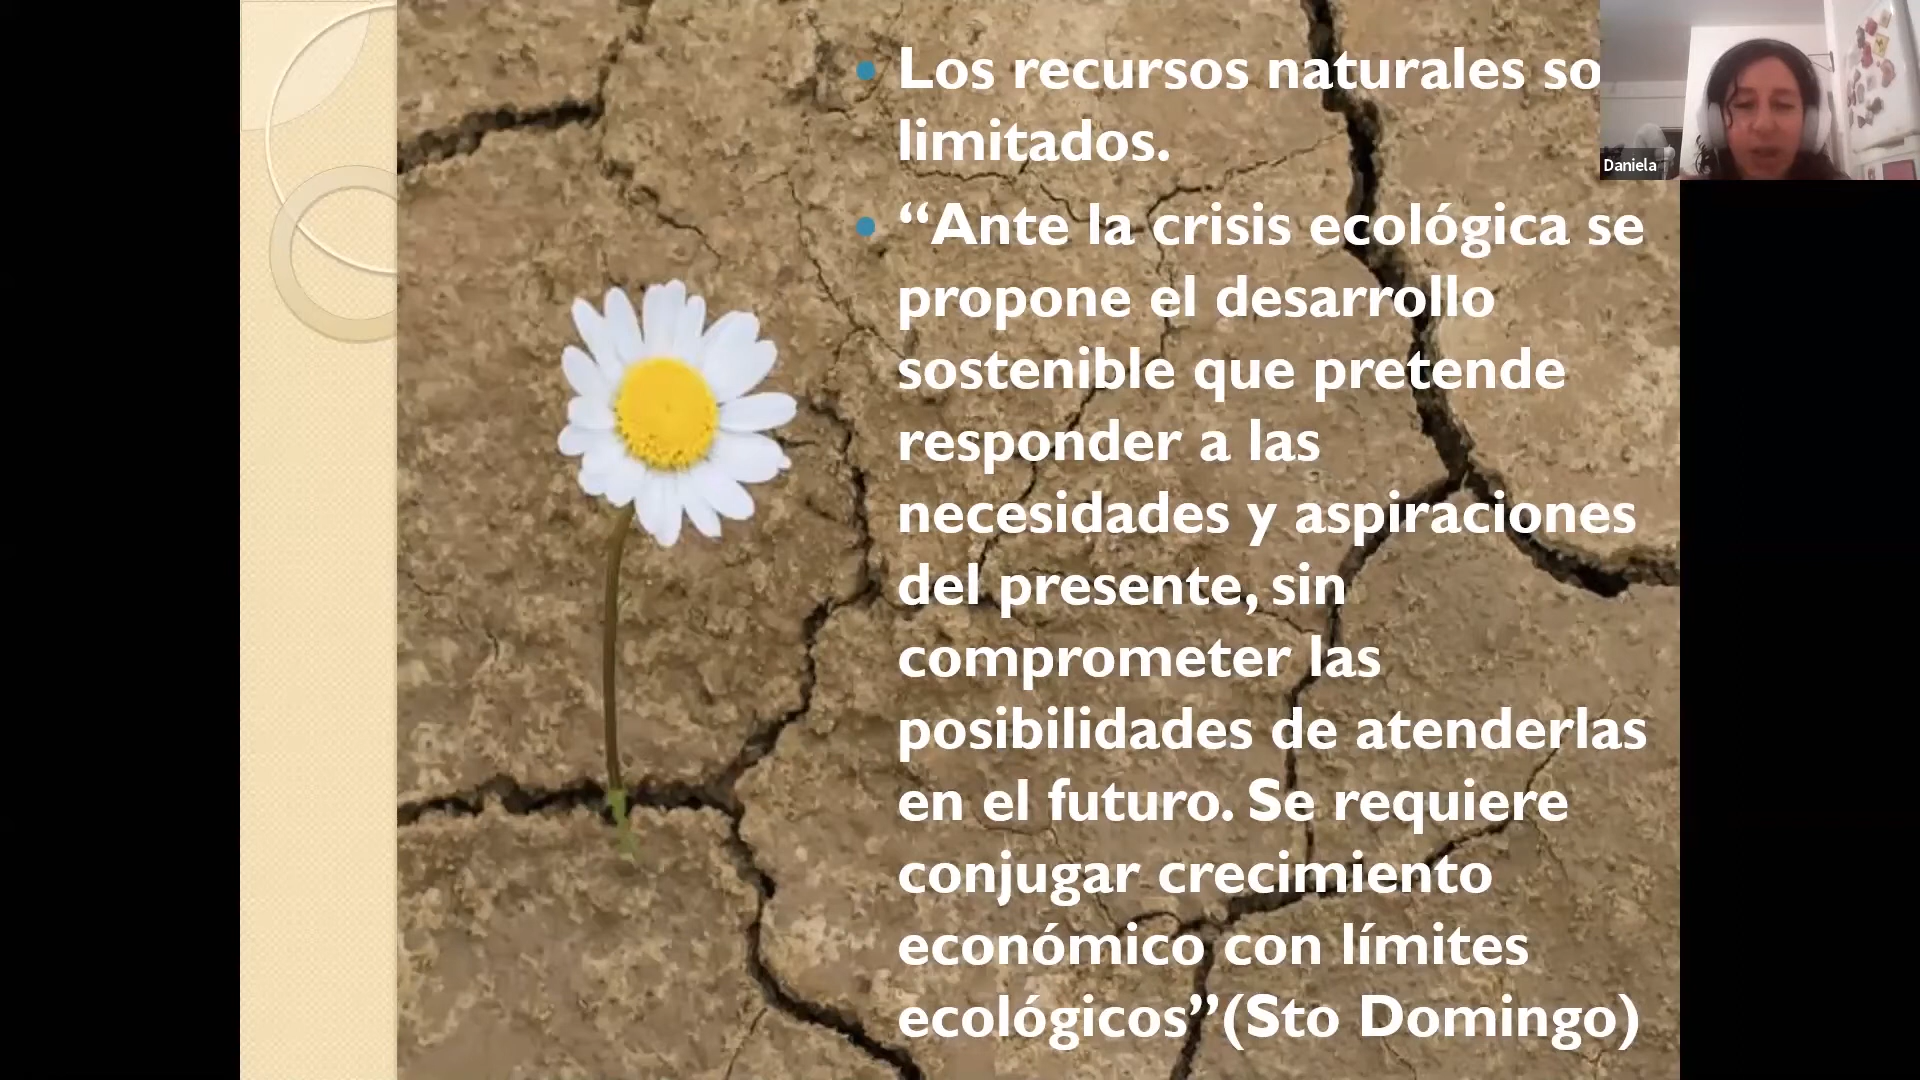 Los recursos naturales so
limitados.
“Ante la crisis ecológica se
propone el desarrollo
sostenible que pretende
responder a las
necesidades y aspiraciones
del presente, sin
comprometer las
posibilidades de atenderlas
en el futuro. Se requiere
conjugar crecimiento
económico con límites
ecológicos”(Sto Domingo)
Daniela